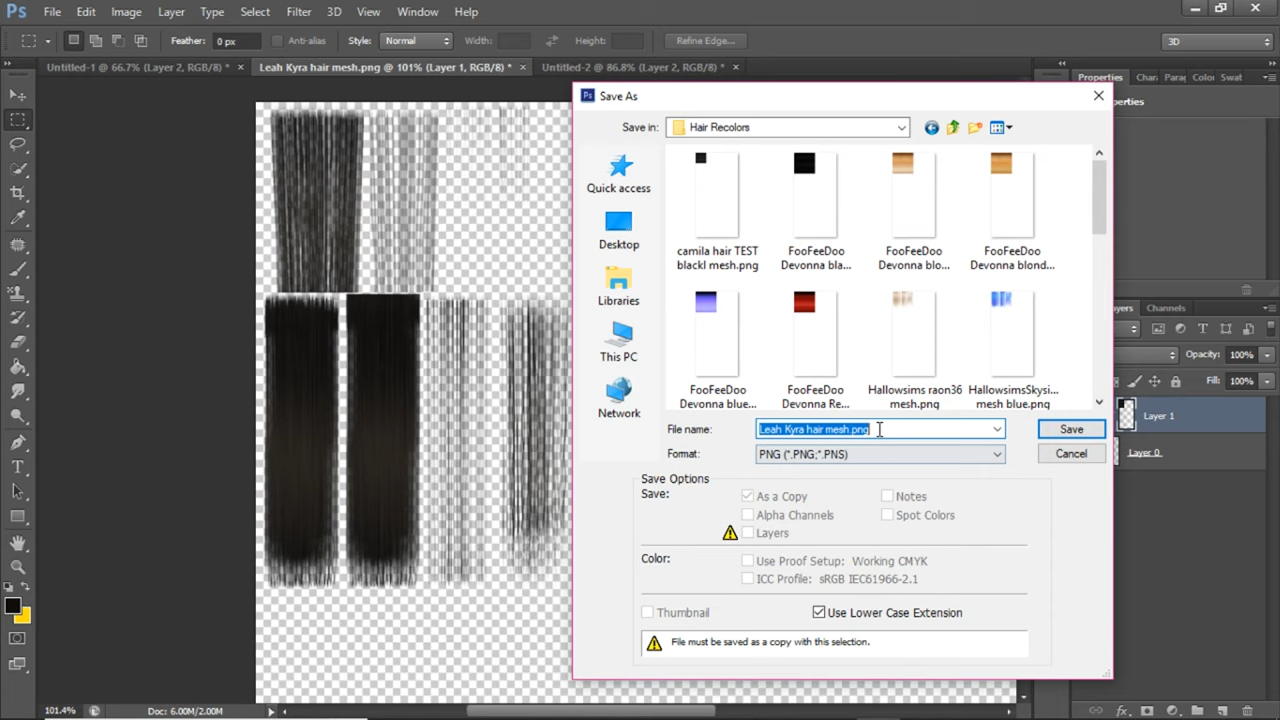 Ps File Edit Image Layer Type Select Filter 3D View Window Help
Feather: 0 px Anti-alias Style: Normal Width: Height: Refine Edge... 3D
Untitled-1 @ 66.7% (Layer 2, RGB/8) * × Leah Kyra hair mesh.png @ 101% (Layer 1, RGB/8) * × Untitled-2 @ 86.8% (Layer 2, RGB/8) * ×
Properties Chara Para Color Swat
Save As
Save in: Hair Recolors
Quick access
Desktop
Libraries
This PC
Network
camila hair TEST
blackl mesh.png
FooFeeDoo
Devonna bla...
FooFeeDoo
Devonna blo...
FooFeeDoo
Devonna blond...
FooFeeDoo
Devonna blue...
FooFeeDoo
Devonna Re...
Hallowsims raon36
mesh.png
HallowsimsSkysi...
mesh blue.png
File name: Leah Kyra hair mesh.png Save
Format: PNG (*.PNG;*.PNS) Cancel
Save Options
Save: As a Copy Notes
Alpha Channels Spot Colors
Layers
Color: Use Proof Setup: Working CMYK
ICC Profile: sRGB IEC61966-2.1
Thumbnail Use Lower Case Extension
File must be saved as a copy with this selection.
operties
ayers Channels
Opacity: 100%
Fill: 100%
Layer 1
Layer 0
101.4% Doc: 6.00M/2.00M